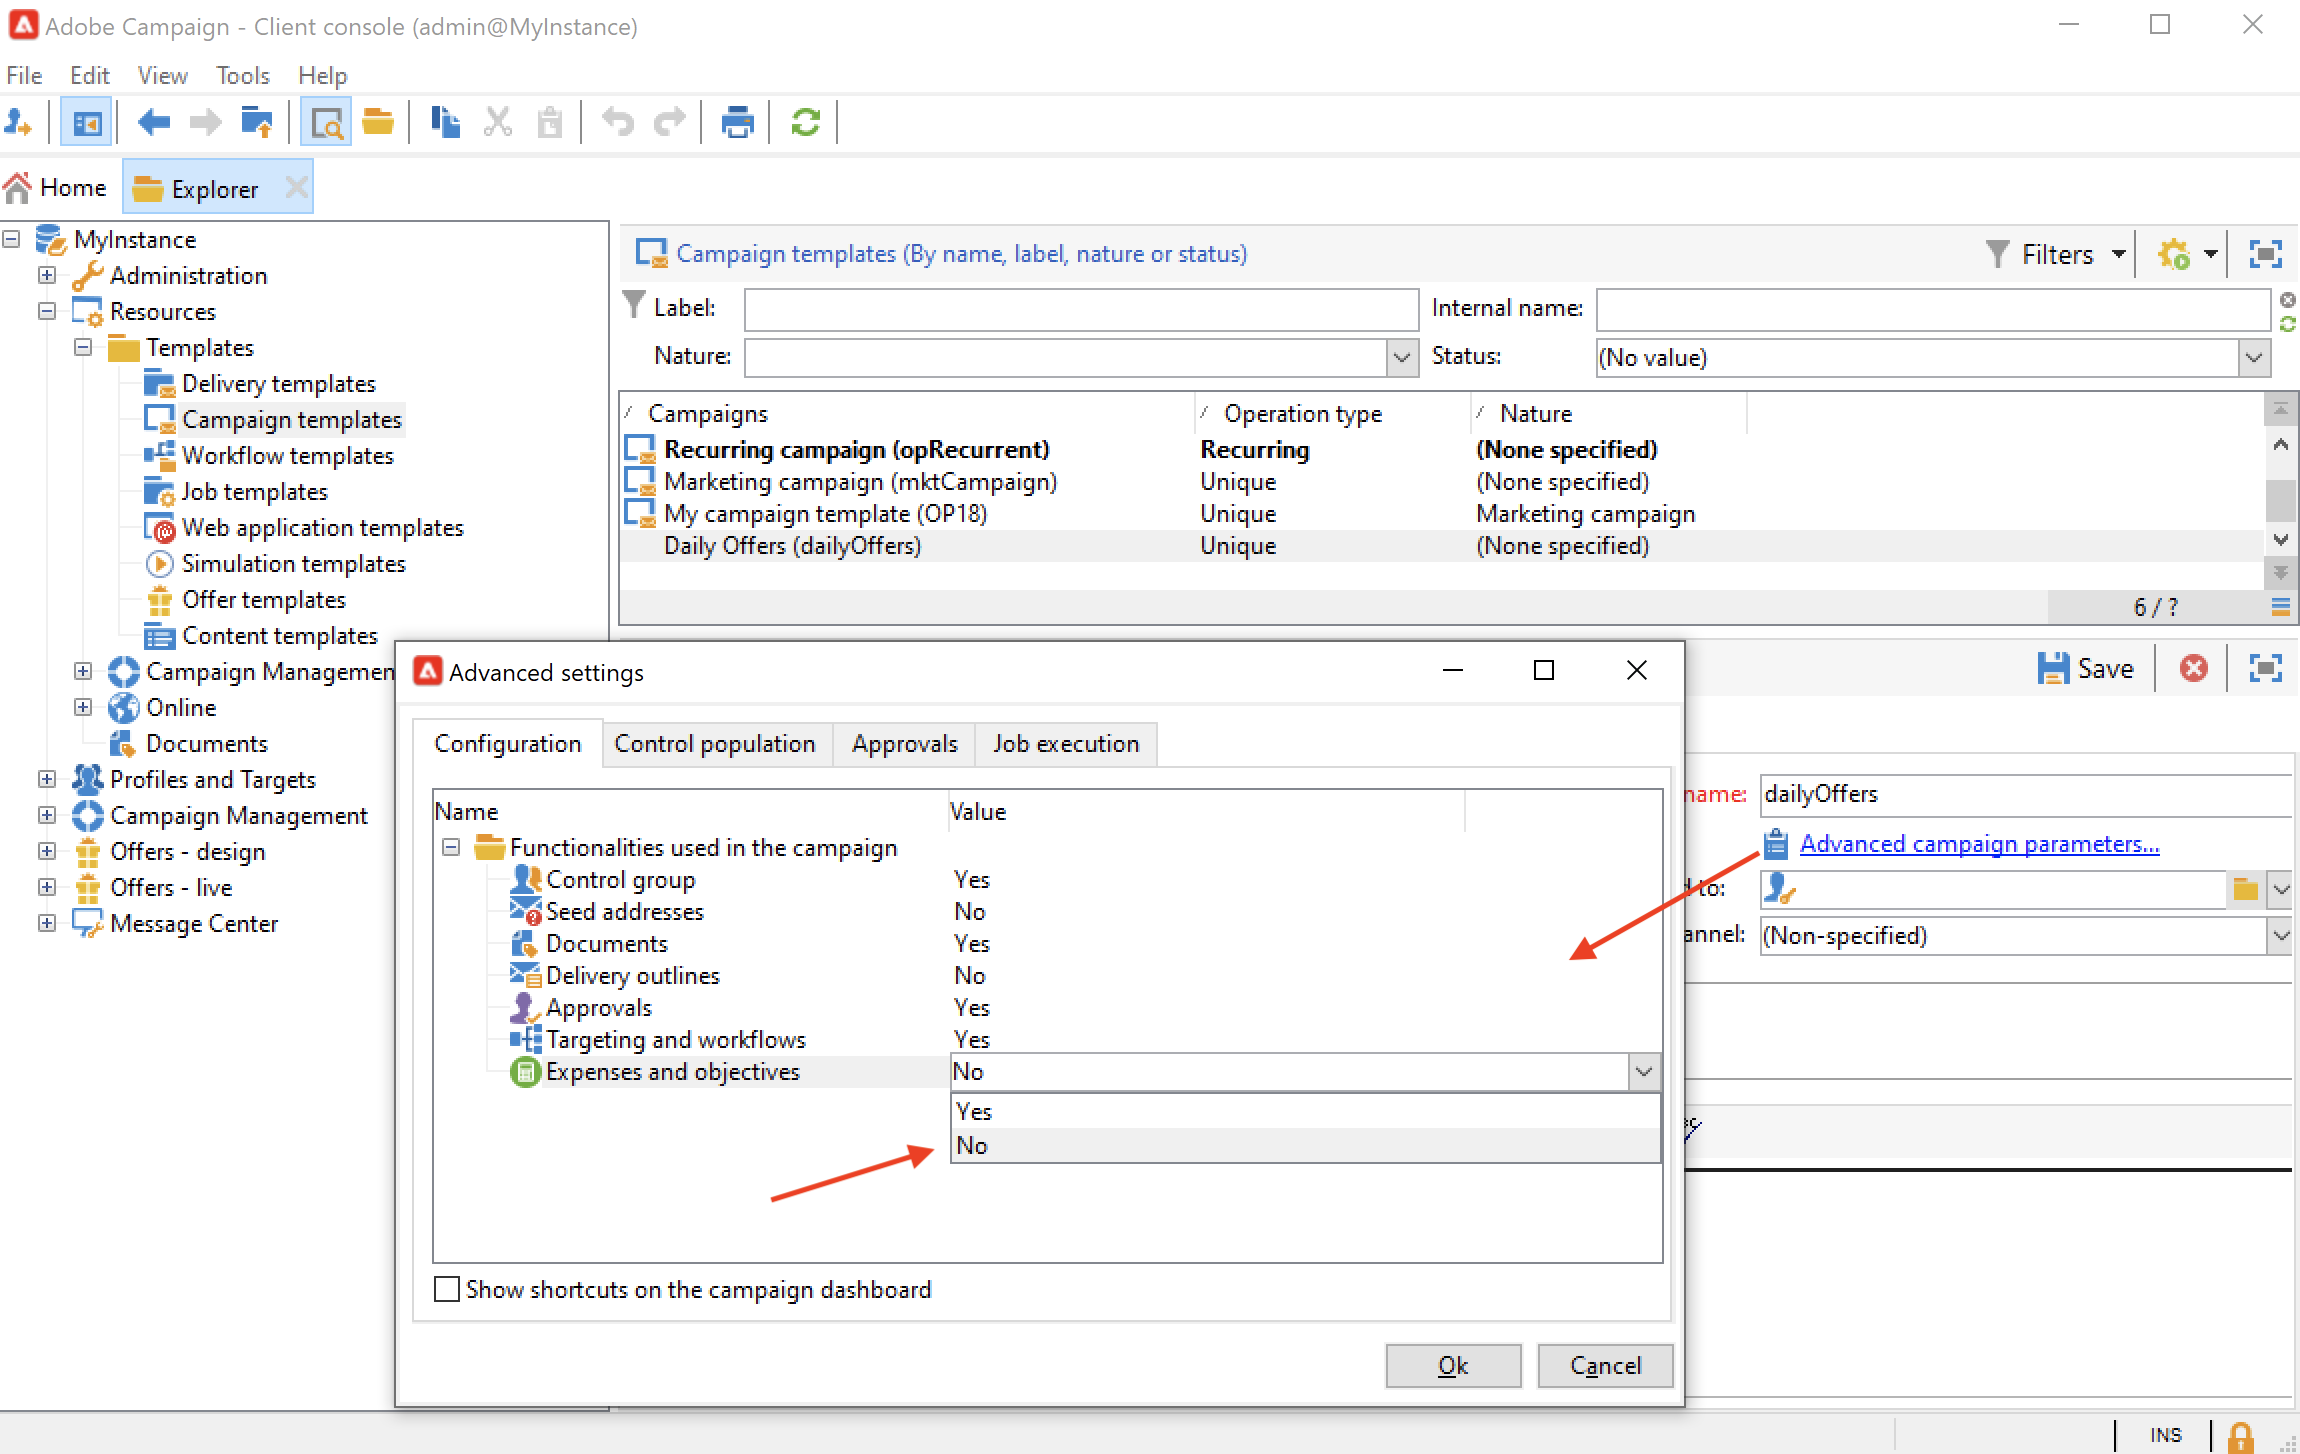 Adobe Campaign - Client console (admin@MyInstance)
File Edit View Tools Help
Home Explorer
MyInstance
Administration
Resources
Templates
Delivery templates
Campaign templates
Workflow templates
Job templates
Web application templates
Simulation templates
Offer templates
Content templates
Campaign Managemen
Online
Documents
Profiles and Targets
Campaign Management
Offers - design
Offers - live
Message Center
Campaign templates (By name, label, nature or status) Filters
Label: Internal name:
Nature: Status: (No value)
Campaigns Operation type Nature
Recurring campaign (opRecurrent) Recurring (None specified)
Marketing campaign (mktCampaign) Unique (None specified)
My campaign template (OP18) Unique Marketing campaign
Daily Offers (dailyOffers) Unique (None specified)
6 / ?
Save
name: dailyOffers
Advanced campaign parameters...
d to:
annel: (Non-specified)
Advanced settings
Configuration Control population Approvals Job execution
Name Value
Functionalities used in the campaign
Control group Yes
Seed addresses No
Documents Yes
Delivery outlines No
Approvals Yes
Targeting and workflows Yes
Expenses and objectives No
Yes
No
Show shortcuts on the campaign dashboard
Ok Cancel
INS